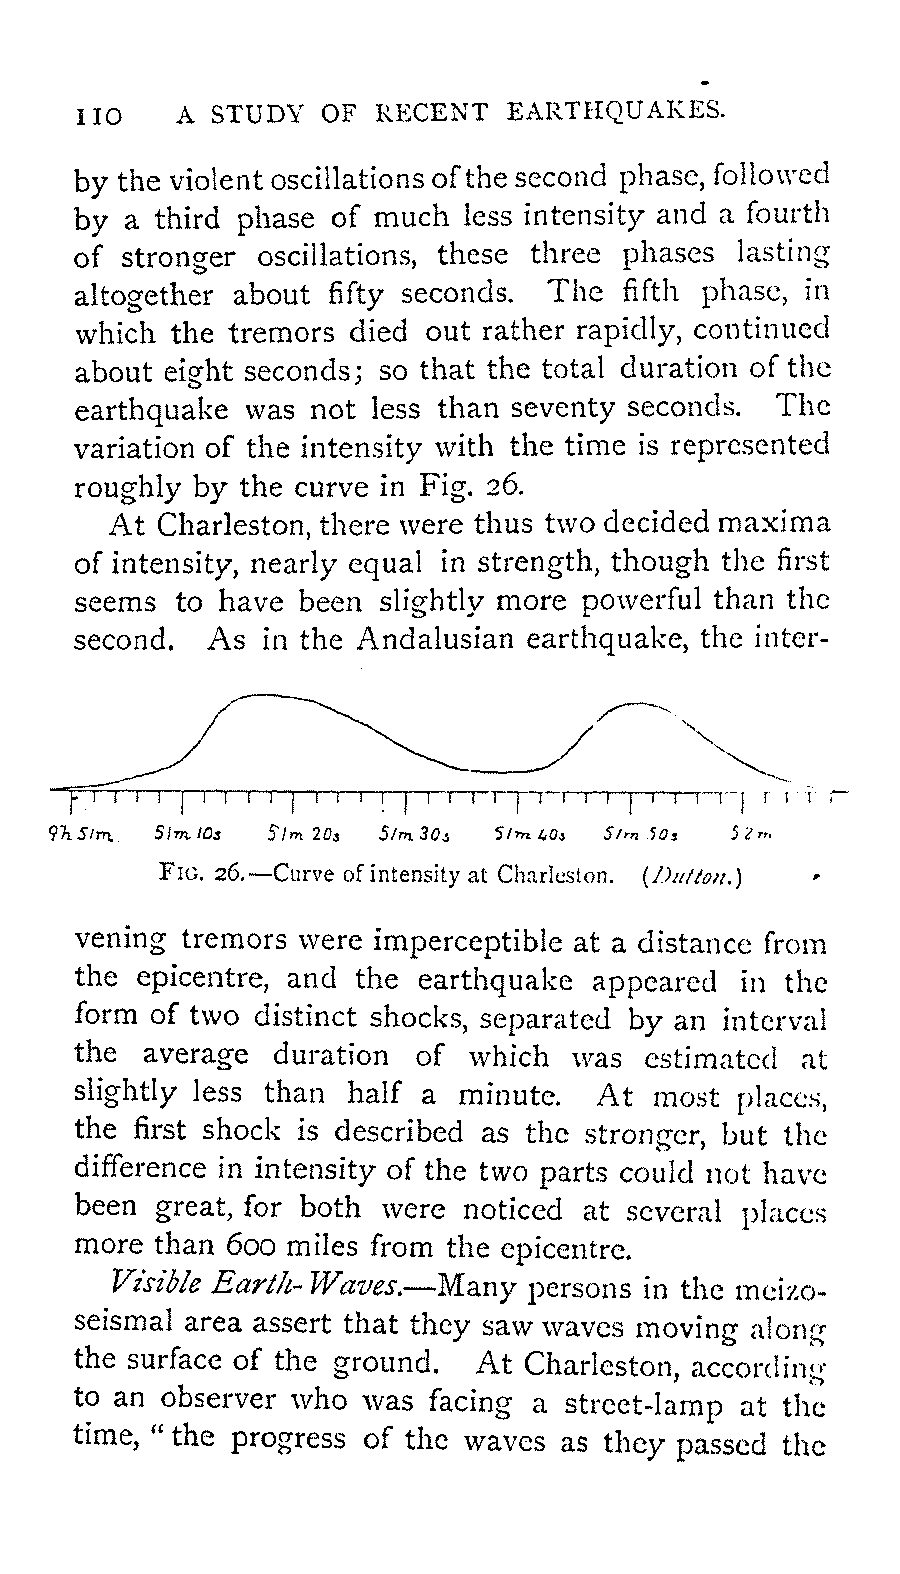 110 A STUDY OF RECENT EARTHQUAKES.
by the violent oscillations of the second phase, followed
by a third phase of much less intensity and a fourth
of stronger oscillations, these three phases lasting
altogether about fifty seconds. The fifth phase, in
which the tremors died out rather rapidly, continued
about eight seconds; so that the total duration of the
earthquake was not less than seventy seconds. The
variation of the intensity with the time is represented
roughly by the curve in Fig. 26.
At Charleston, there were thus two decided maxima
of intensity, nearly equal in strength, though the first
seems to have been slightly more powerful than the
second. As in the Andalusian earthquake, the inter-
9h 51m. 51m 10s 51m 20s 51m 30s 51m 40s 51m 50s 52m
FIG. 26.—Curve of intensity at Charleston. (Dutton.)
vening tremors were imperceptible at a distance from
the epicentre, and the earthquake appeared in the
form of two distinct shocks, separated by an interval
the average duration of which was estimated at
slightly less than half a minute. At most places,
the first shock is described as the stronger, but the
difference in intensity of the two parts could not have
been great, for both were noticed at several places
more than 600 miles from the epicentre.
Visible Earth-Waves.—Many persons in the meizo-
seismal area assert that they saw waves moving along
the surface of the ground. At Charleston, according
to an observer who was facing a street-lamp at the
time, "the progress of the waves as they passed the